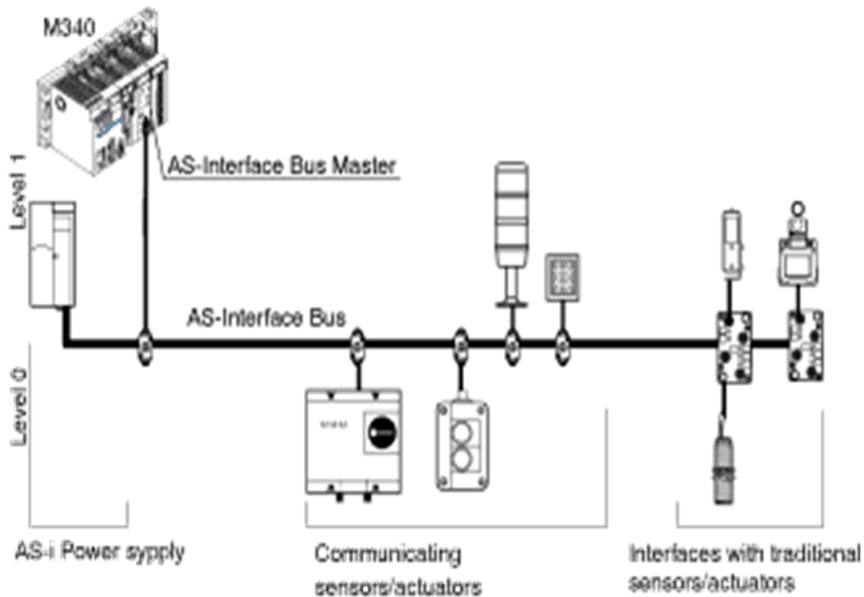 M340
AS-Interface Bus Master
Level 1
AS-Interface Bus
Level 0
AS-i Power sypply
Communicating
sensors/actuators
Interfaces with traditional
sensors/actuators